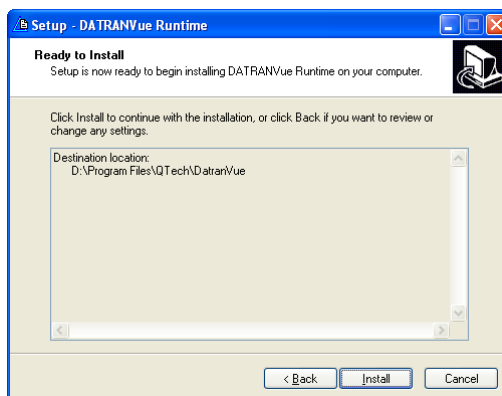 Setup - DATRANVue Runtime
Ready to Install
Setup is now ready to begin installing DATRANVue Runtime on your computer.
Click Install to continue with the installation, or click Back if you want to review or
change any settings.
Destination location:
D:\Program Files\QTech\DatranVue
< Back
Install
Cancel